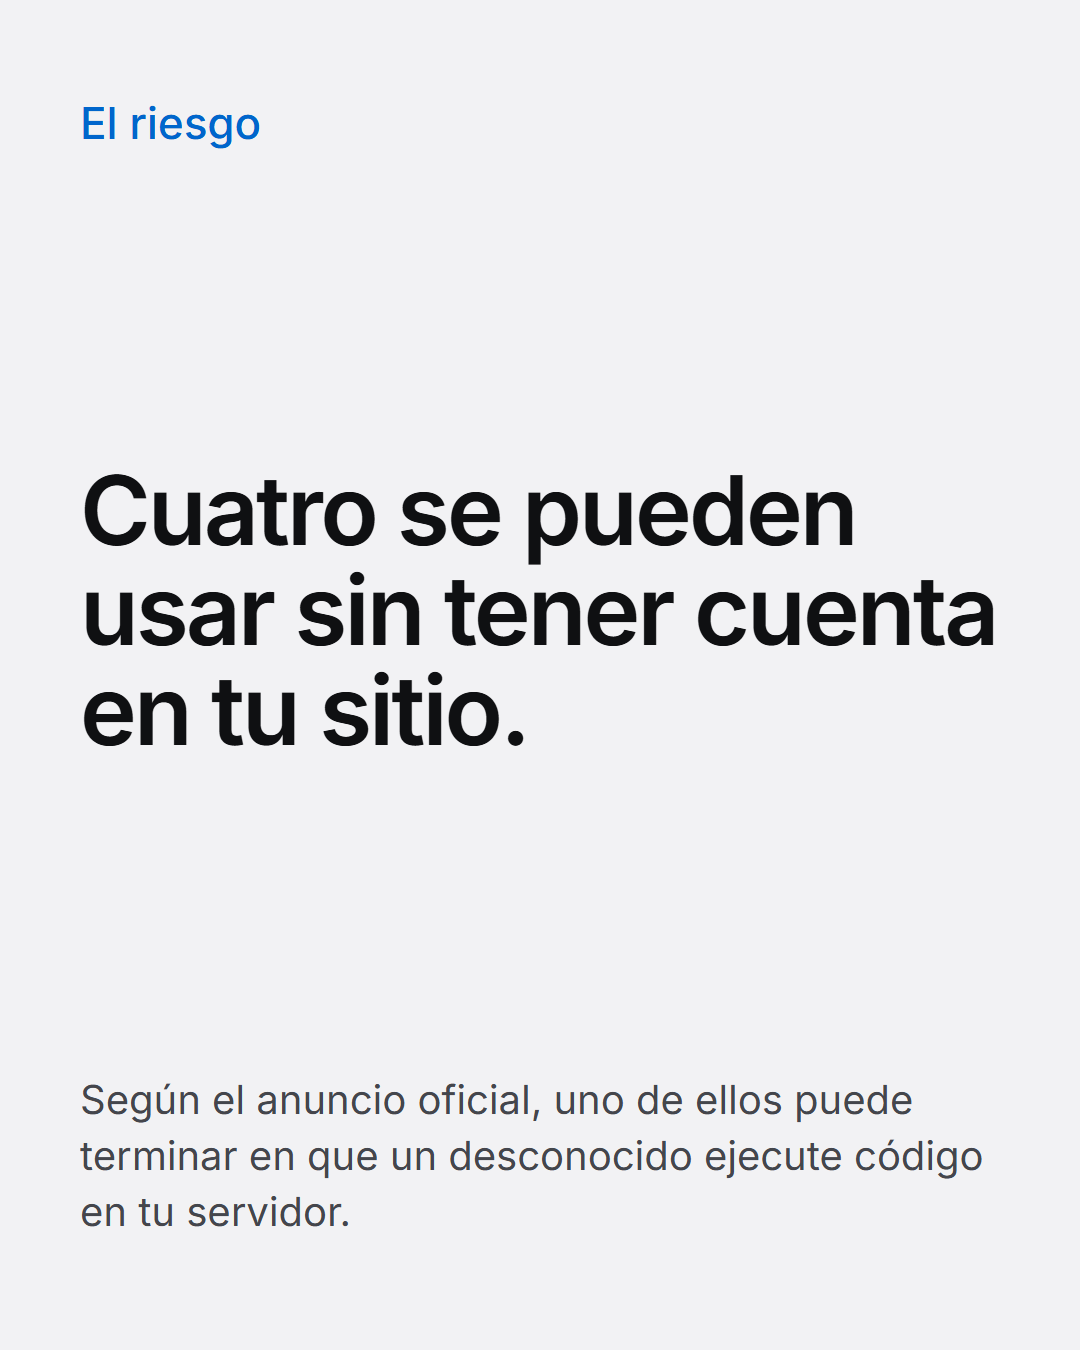 El riesgo
Cuatro se pueden
usar sin tener cuenta
en tu sitio.
Según el anuncio oficial, uno de ellos puede
terminar en que un desconocido ejecute código
en tu servidor.